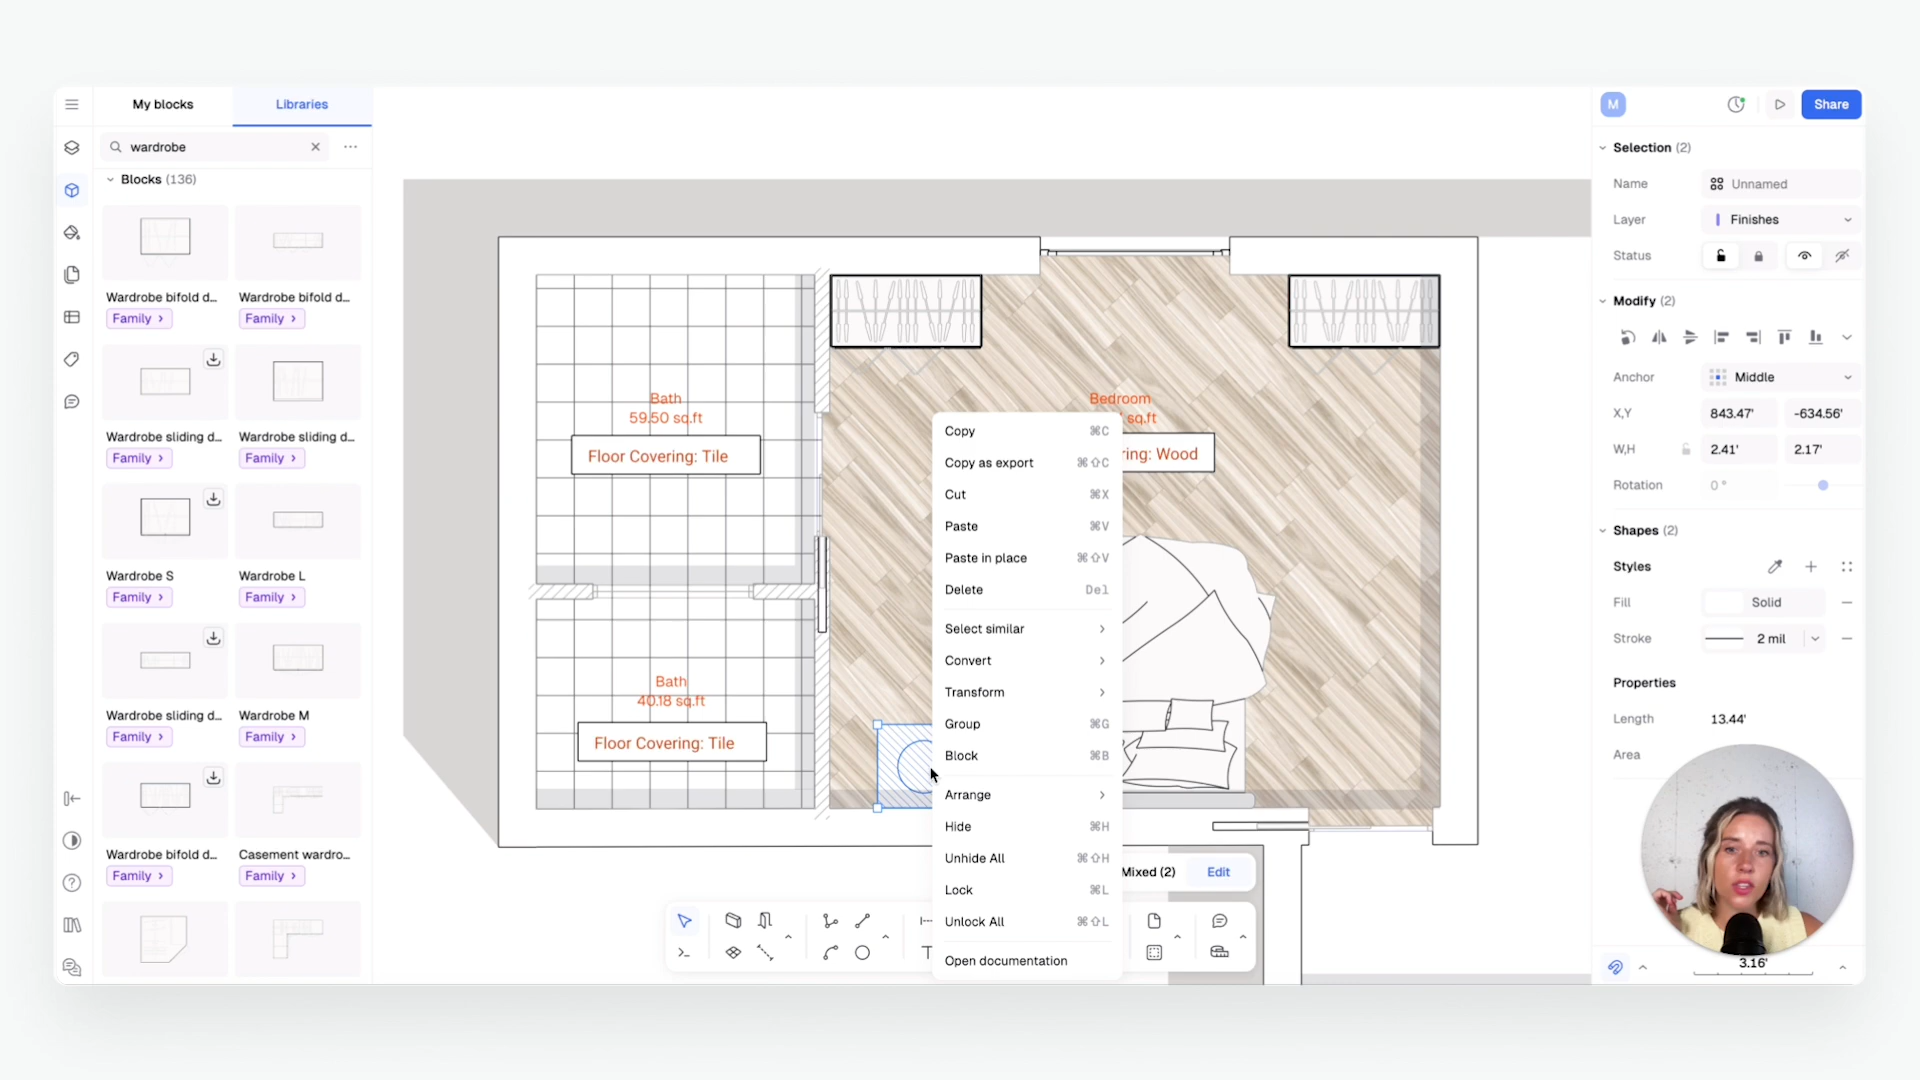 My blocks
Libraries
wardrobe
Blocks (136)
Wardrobe bifold d...
Wardrobe bifold d...
Family
Family
Wardrobe sliding d...
Wardrobe sliding d...
Family
Family
Wardrobe S
Wardrobe L
Family
Family
Wardrobe sliding d...
Wardrobe M
Family
Family
Wardrobe bifold d...
Casement wardro...
Family
Family
Bath
59.50 sq.ft
Floor Covering: Tile
Bath
40.18 sq.ft
Floor Covering: Tile
Bedroom
sq.ft
ring: Wood
Copy ⌘C
Copy as export ⌘⇧C
Cut ⌘X
Paste ⌘V
Paste in place ⌘⇧V
Delete Del
Select similar
Convert
Transform
Group ⌘G
Block ⌘B
Arrange
Hide ⌘H
Unhide All ⌘⇧H
Lock ⌘L
Unlock All ⌘⇧L
Open documentation
Mixed (2)
Edit
M
Share
Selection (2)
Name Unnamed
Layer Finishes
Status
Modify (2)
Anchor Middle
X,Y 843.47' -634.56'
W,H 2.41' 2.17'
Rotation 0°
Shapes (2)
Styles
Fill Solid
Stroke 2 mil
Properties
Length 13.44'
Area
3.16'